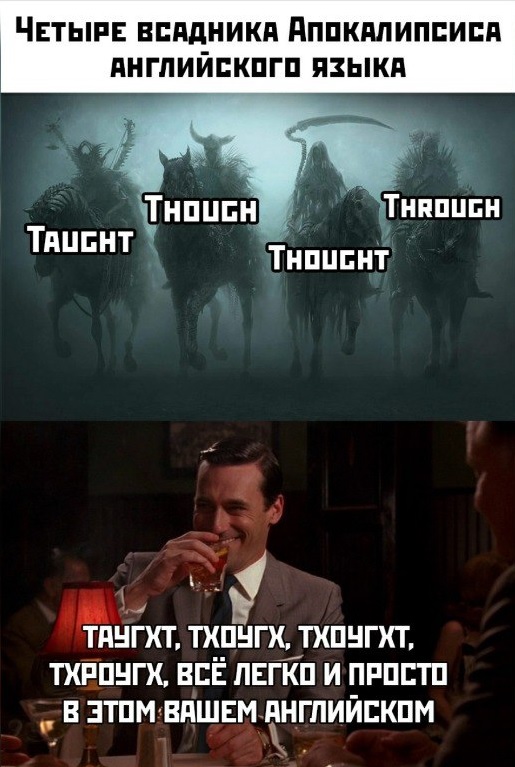 Четыре всадника Апокалипсиса
английского языка
Though
Through
Taught
Thought
ТАУГХТ, ТХОУГХ, ТХОУГХТ,
ТХРОУГХ, ВСЁ ЛЕГКО И ПРОСТО
В ЭТОМ ВАШЕМ АНГЛИЙСКОМ